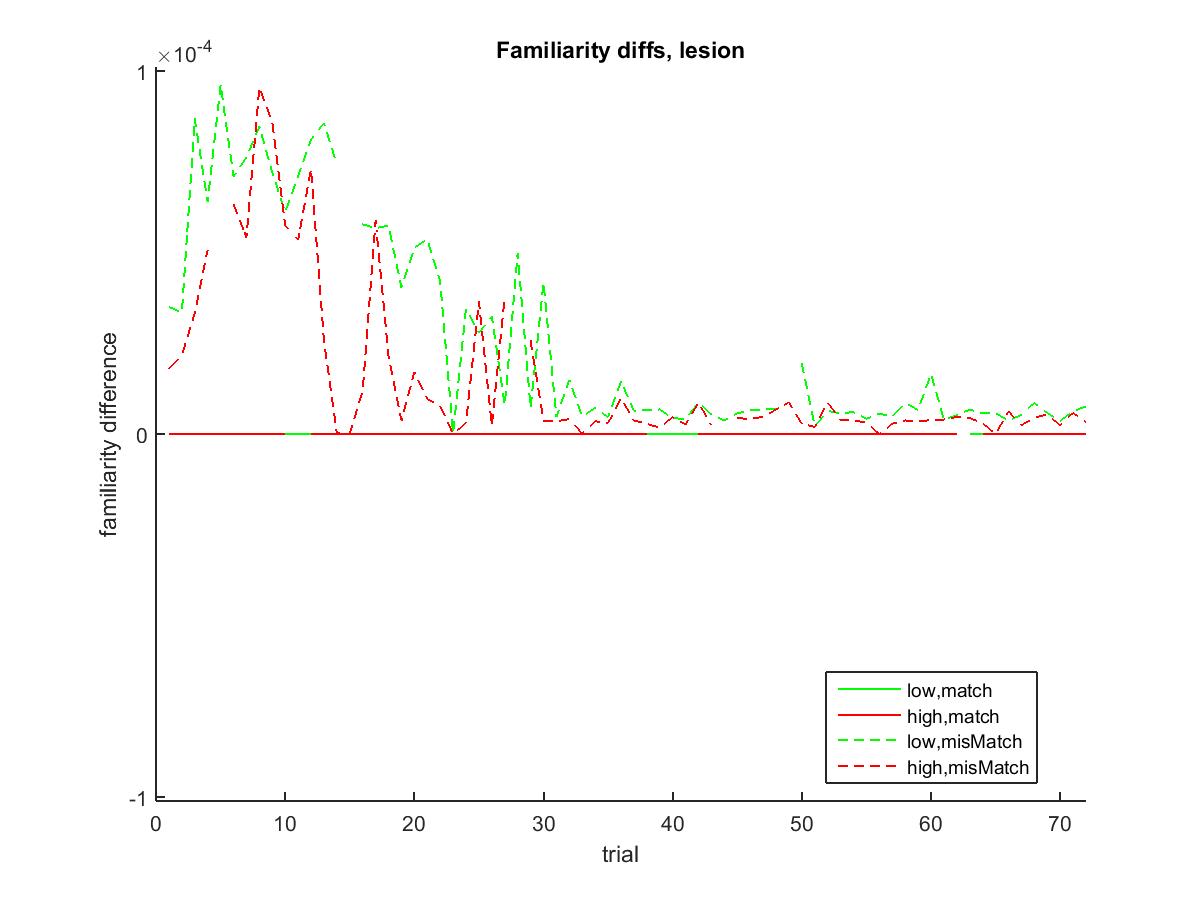 Familiarity diffs, lesion
×10-4
1
0
-1
familiarity difference
0 10 20 30 40 50 60 70
trial
low,match
high,match
low,misMatch
high,misMatch